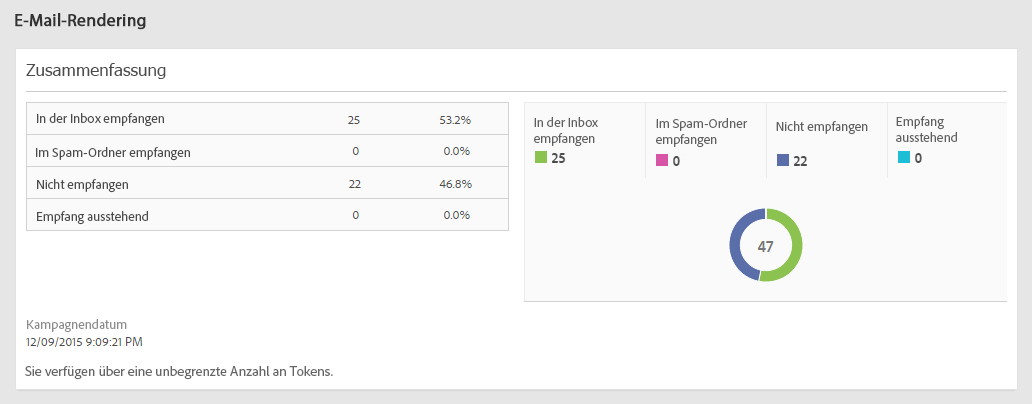 E-Mail-Rendering
Zusammenfassung
In der Inbox empfangen 25 53.2%
Im Spam-Ordner empfangen 0 0.0%
Nicht empfangen 22 46.8%
Empfang ausstehend 0 0.0%
In der Inbox
empfangen
25
Im Spam-Ordner
empfangen
0
Nicht empfangen
22
Empfang
ausstehend
0
47
Kampagnendatum
12/09/2015 9:09:21 PM
Sie verfügen über eine unbegrenzte Anzahl an Tokens.